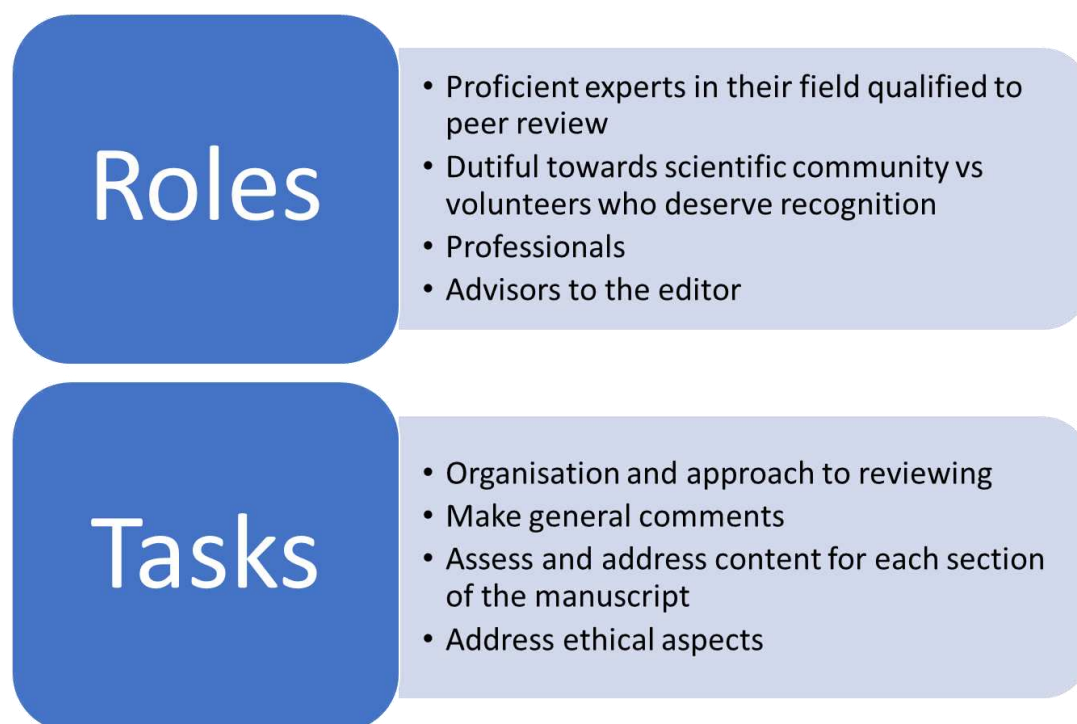 Roles
• Proficient experts in their field qualified to
peer review
• Dutiful towards scientific community vs
volunteers who deserve recognition
• Professionals
• Advisors to the editor
Tasks
• Organisation and approach to reviewing
• Make general comments
• Assess and address content for each section
of the manuscript
• Address ethical aspects